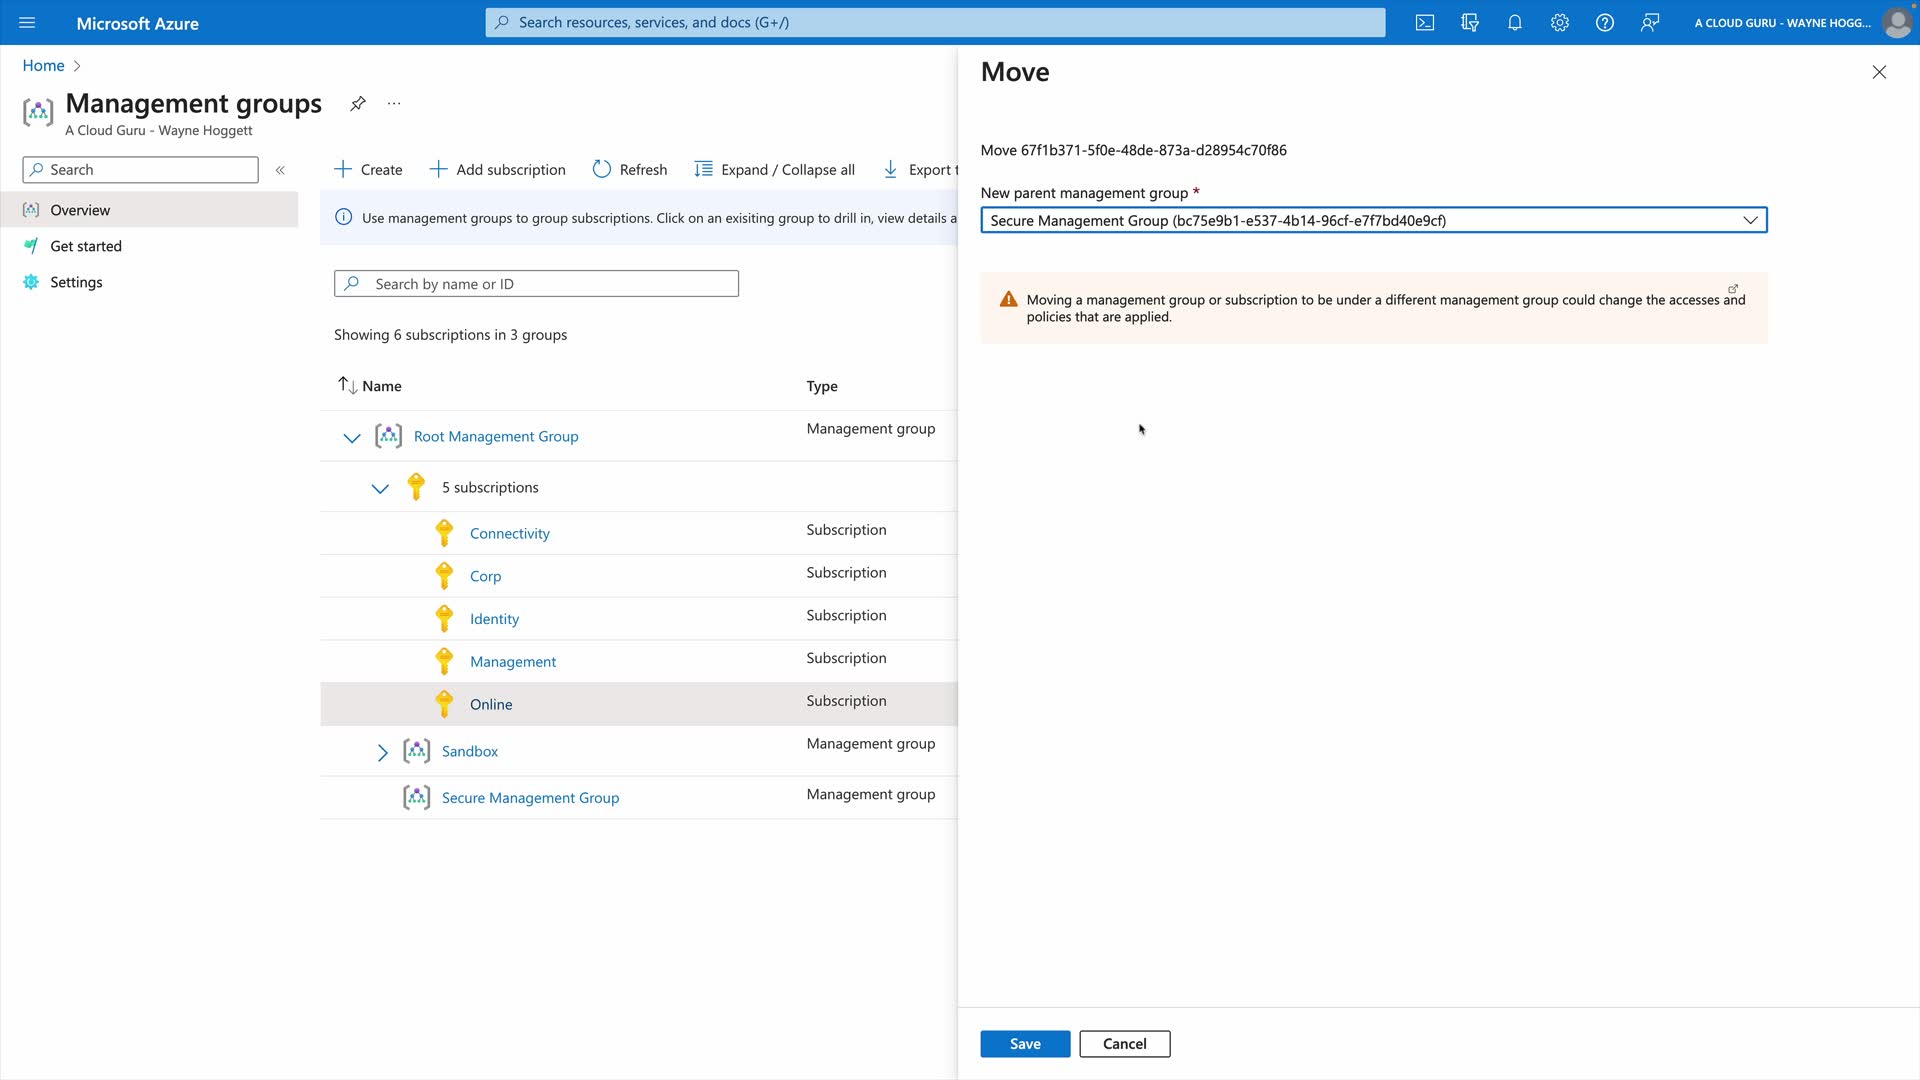 Microsoft Azure
Search resources, services, and docs (G+/)
A CLOUD GURU - WAYNE HOGG...
Home
Management groups
A Cloud Guru - Wayne Hoggett
Search
Overview
Get started
Settings
Create
Add subscription
Refresh
Expand / Collapse all
Export t
Use management groups to group subscriptions. Click on an exisiting group to drill in, view details a
Search by name or ID
Showing 6 subscriptions in 3 groups
Name Type
Root Management Group Management group
5 subscriptions
Connectivity Subscription
Corp Subscription
Identity Subscription
Management Subscription
Online Subscription
Sandbox Management group
Secure Management Group Management group
Move
Move 67f1b371-5f0e-48de-873a-d28954c70f86
New parent management group *
Secure Management Group (bc75e9b1-e537-4b14-96cf-e7f7bd40e9cf)
Moving a management group or subscription to be under a different management group could change the accesses and
policies that are applied.
Save Cancel